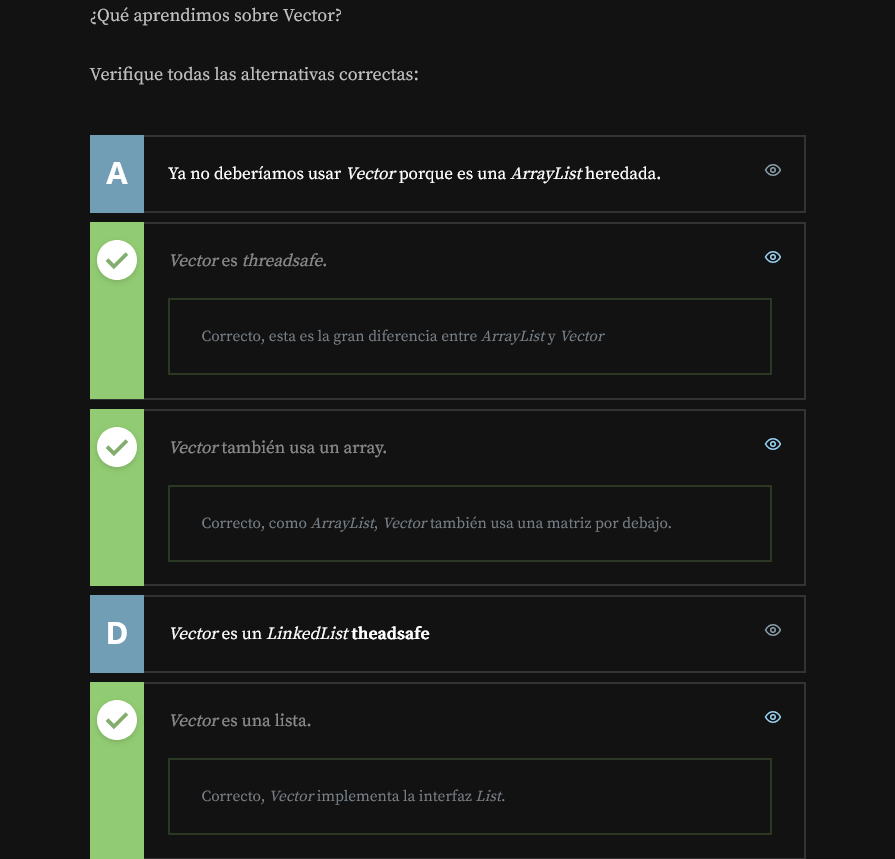 ¿Qué aprendimos sobre Vector?
Verifique todas las alternativas correctas:
A
Ya no deberíamos usar Vector porque es una ArrayList heredada.
Vector es threadsafe.
Correcto, esta es la gran diferencia entre ArrayList y Vector
Vector también usa un array.
Correcto, como ArrayList, Vector también usa una matriz por debajo.
D
Vector es un LinkedList theadsafe
Vector es una lista.
Correcto, Vector implementa la interfaz List.